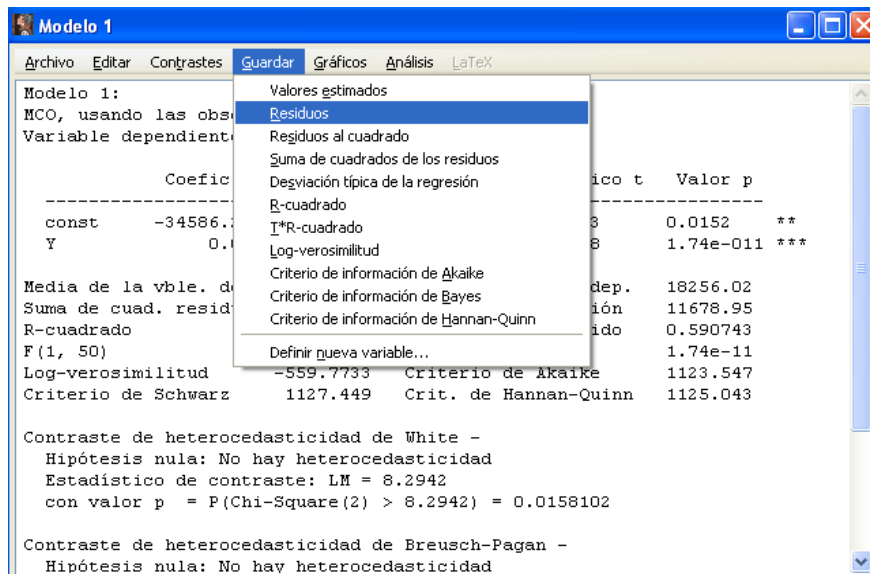 Modelo 1
Archivo Editar Contrastes Guardar Gráficos Análisis LaTeX
Valores estimados
Residuos
Residuos al cuadrado
Suma de cuadrados de los residuos
Desviación típica de la regresión
R-cuadrado
T*R-cuadrado
Log-verosimilitud
Criterio de información de Akaike
Criterio de información de Bayes
Criterio de información de Hannan-Quinn
Definir nueva variable...
Modelo 1:
MCO, usando las obs
Variable dependient
Coefic ico t Valor p
const -34586. 3 0.0152 **
Y 0. 8 1.74e-011 ***
Media de la vble. d dep. 18256.02
Suma de cuad. resid ión 11678.95
R-cuadrado ido 0.590743
F(1, 50) 1.74e-11
Log-verosimilitud -559.7733 Criterio de Akaike 1123.547
Criterio de Schwarz 1127.449 Crit. de Hannan-Quinn 1125.043
Contraste de heterocedasticidad de White -
Hipótesis nula: No hay heterocedasticidad
Estadístico de contraste: LM = 8.2942
con valor p = P(Chi-Square(2) > 8.2942) = 0.0158102
Contraste de heterocedasticidad de Breusch-Pagan -
Hipótesis nula: No hay heterocedasticidad